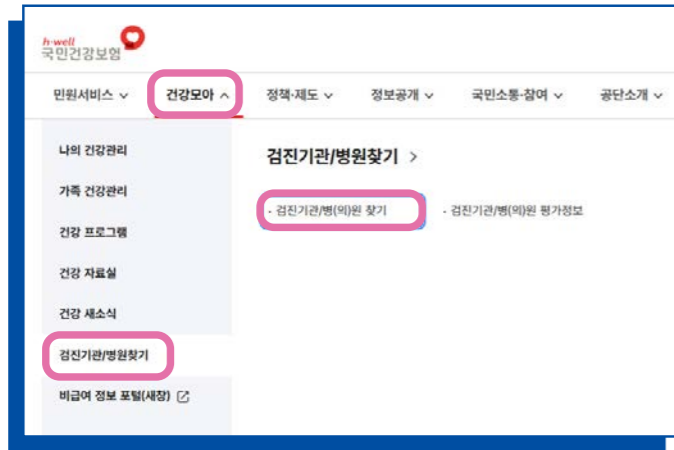 h·well
국민건강보험
민원서비스 건강모아 정책·제도 정보공개 국민소통·참여 공단소개
나의 건강관리
가족 건강관리
건강 프로그램
건강 자료실
건강 새소식
검진기관/병원찾기
비급여 정보 포털(새창)
검진기관/병원찾기 >
· 검진기관/병(의)원 찾기 · 검진기관/병(의)원 평가정보